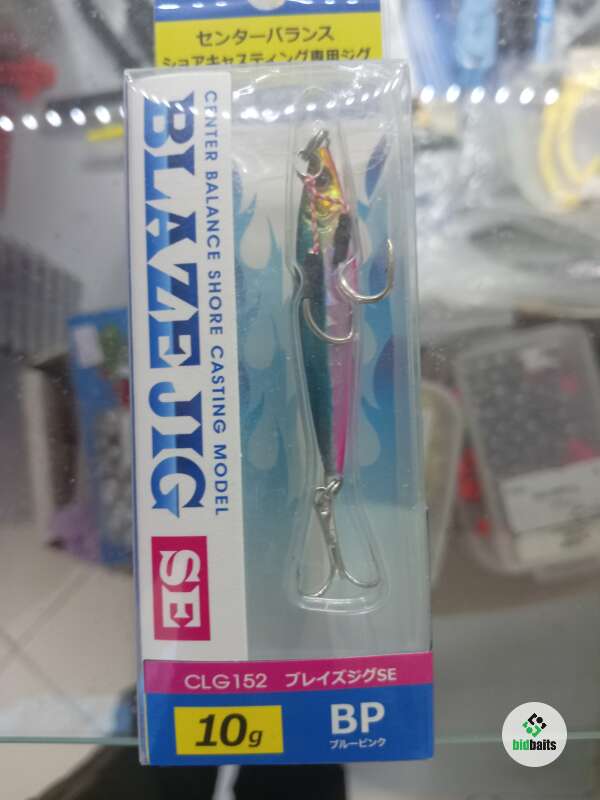 センターバランス
ショアキャスティング専用ジグ
CENTER BALANCE SHORE CASTING MODEL
BLAZE JIG
SE
CLG152 ブレイズジグSE
10g
BP
ブルーピンク
bidbaits